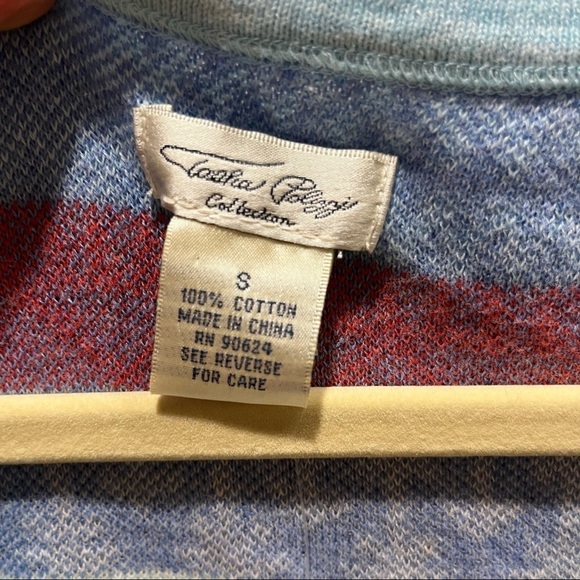 Tasha Polizzi
Collection
S
100% COTTON
MADE IN CHINA
RN 90624
SEE REVERSE
FOR CARE